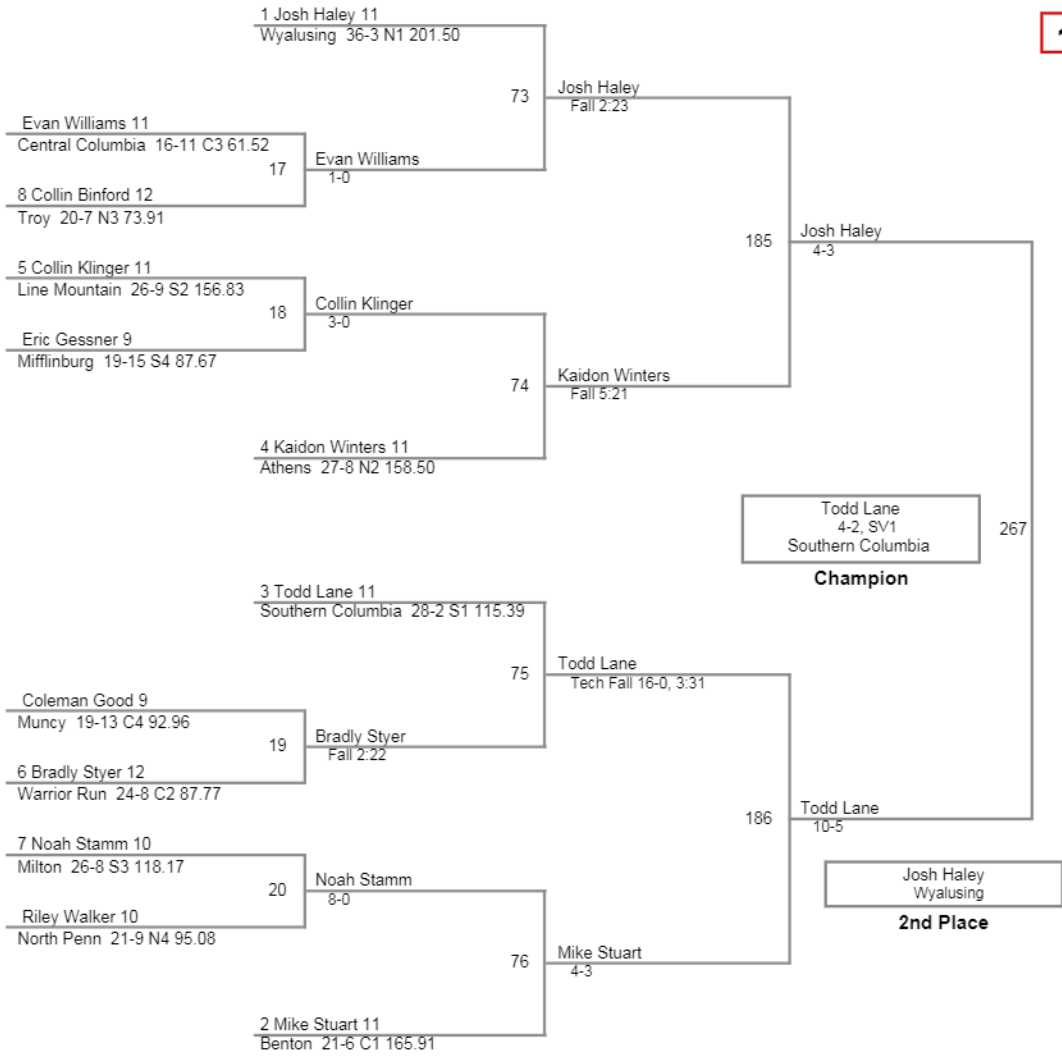 1 Josh Haley 11
Wyalusing 36-3 N1 201.50
73
Josh Haley
Fall 2:23
Evan Williams 11
Central Columbia 16-11 C3 61.52
17
Evan Williams
1-0
8 Collin Binford 12
Troy 20-7 N3 73.91
185
Josh Haley
4-3
5 Collin Klinger 11
Line Mountain 26-9 S2 156.83
18
Collin Klinger
3-0
Eric Gessner 9
Mifflinburg 19-15 S4 87.67
74
Kaidon Winters
Fall 5:21
4 Kaidon Winters 11
Athens 27-8 N2 158.50
Todd Lane
4-2, SV1
Southern Columbia
267
Champion
3 Todd Lane 11
Southern Columbia 28-2 S1 115.39
75
Todd Lane
Tech Fall 16-0, 3:31
Coleman Good 9
Muncy 19-13 C4 92.96
19
Bradly Styer
Fall 2:22
6 Bradly Styer 12
Warrior Run 24-8 C2 87.77
186
Todd Lane
10-5
7 Noah Stamm 10
Milton 26-8 S3 118.17
20
Noah Stamm
8-0
Josh Haley
Wyalusing
2nd Place
Riley Walker 10
North Penn 21-9 N4 95.08
76
Mike Stuart
4-3
2 Mike Stuart 11
Benton 21-6 C1 165.91